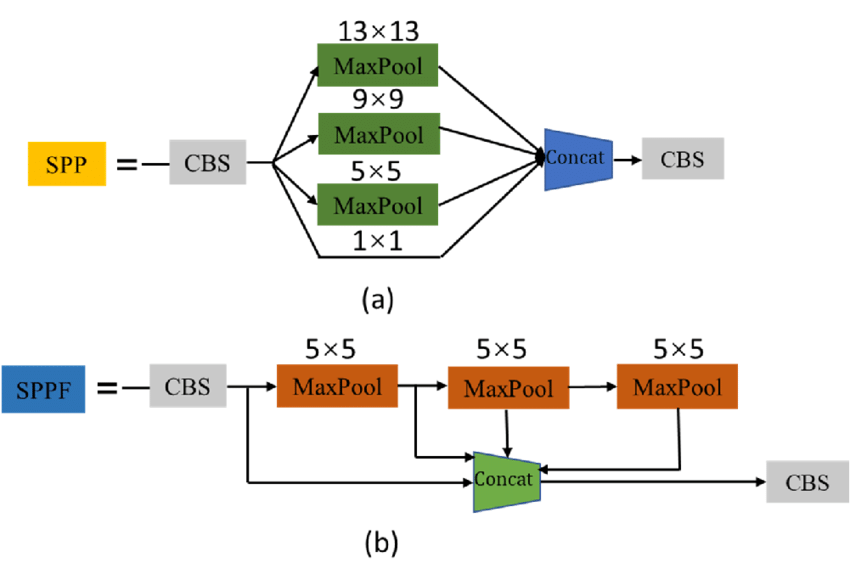 13×13
MaxPool
9×9
MaxPool
SPP = CBS
Concat
CBS
5×5
MaxPool
1×1
(a)
5×5 5×5 5×5
SPPF = CBS MaxPool MaxPool MaxPool
Concat
CBS
(b)